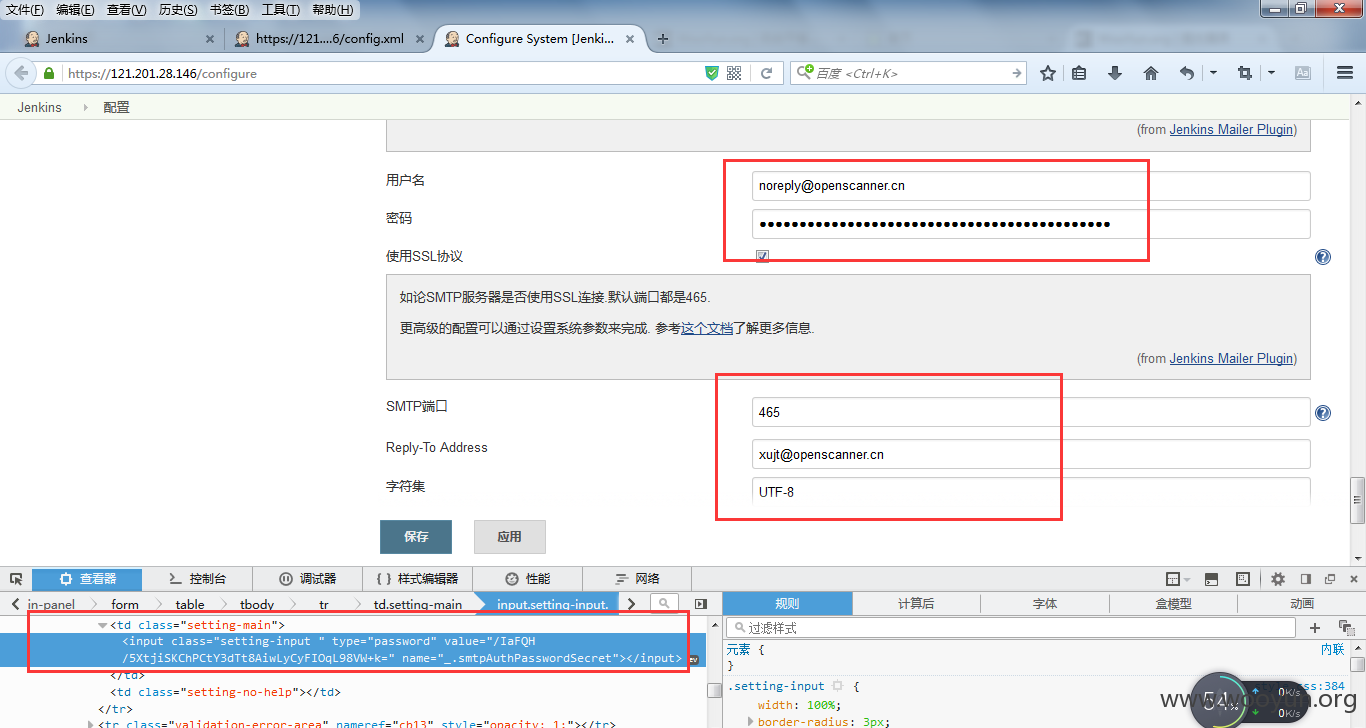 文件(F) 编辑(E) 查看(V) 历史(S) 书签(B) 工具(T) 帮助(H)
Jenkins × https://121....6/config.xml × Configure System [Jenki... × +
https://121.201.28.146/configure 百度 <Ctrl+K>
Jenkins 配置
(from Jenkins Mailer Plugin)
用户名 noreply@openscanner.cn
密码 ••••••••••••••••••••••••••••••••••••••••••••
使用SSL协议
如论SMTP服务器是否使用SSL连接.默认端口都是465.
更高级的配置可以通过设置系统参数来完成. 参考这个文档了解更多信息.
(from Jenkins Mailer Plugin)
SMTP端口 465
Reply-To Address xujt@openscanner.cn
字符集 UTF-8
保存 应用
查看器 控制台 调试器 样式编辑器 性能 网络
in-panel form table tbody tr td.setting-main input.setting-input. 规则 计算后 字体 盒模型 动画
<td class="setting-main">
过滤样式
<input class="setting-input " type="password" value="/IaFQH
/5XtjiSKChPCtY3dTt8AiwLyCyFIOqL98VW+k=" name="_.smtpAuthPasswordSecret"></input> ev
</td>
<td class="setting-no-help"></td>
</tr>
<tr class="validation-error-area" nameref="ch13" style="opacity: 1;"></tr>
元素 { 内联
}
.setting-input { css:384
width: 100%;
border-radius: 3px;
54% 0K/s
0K/s
www.wooyun.org